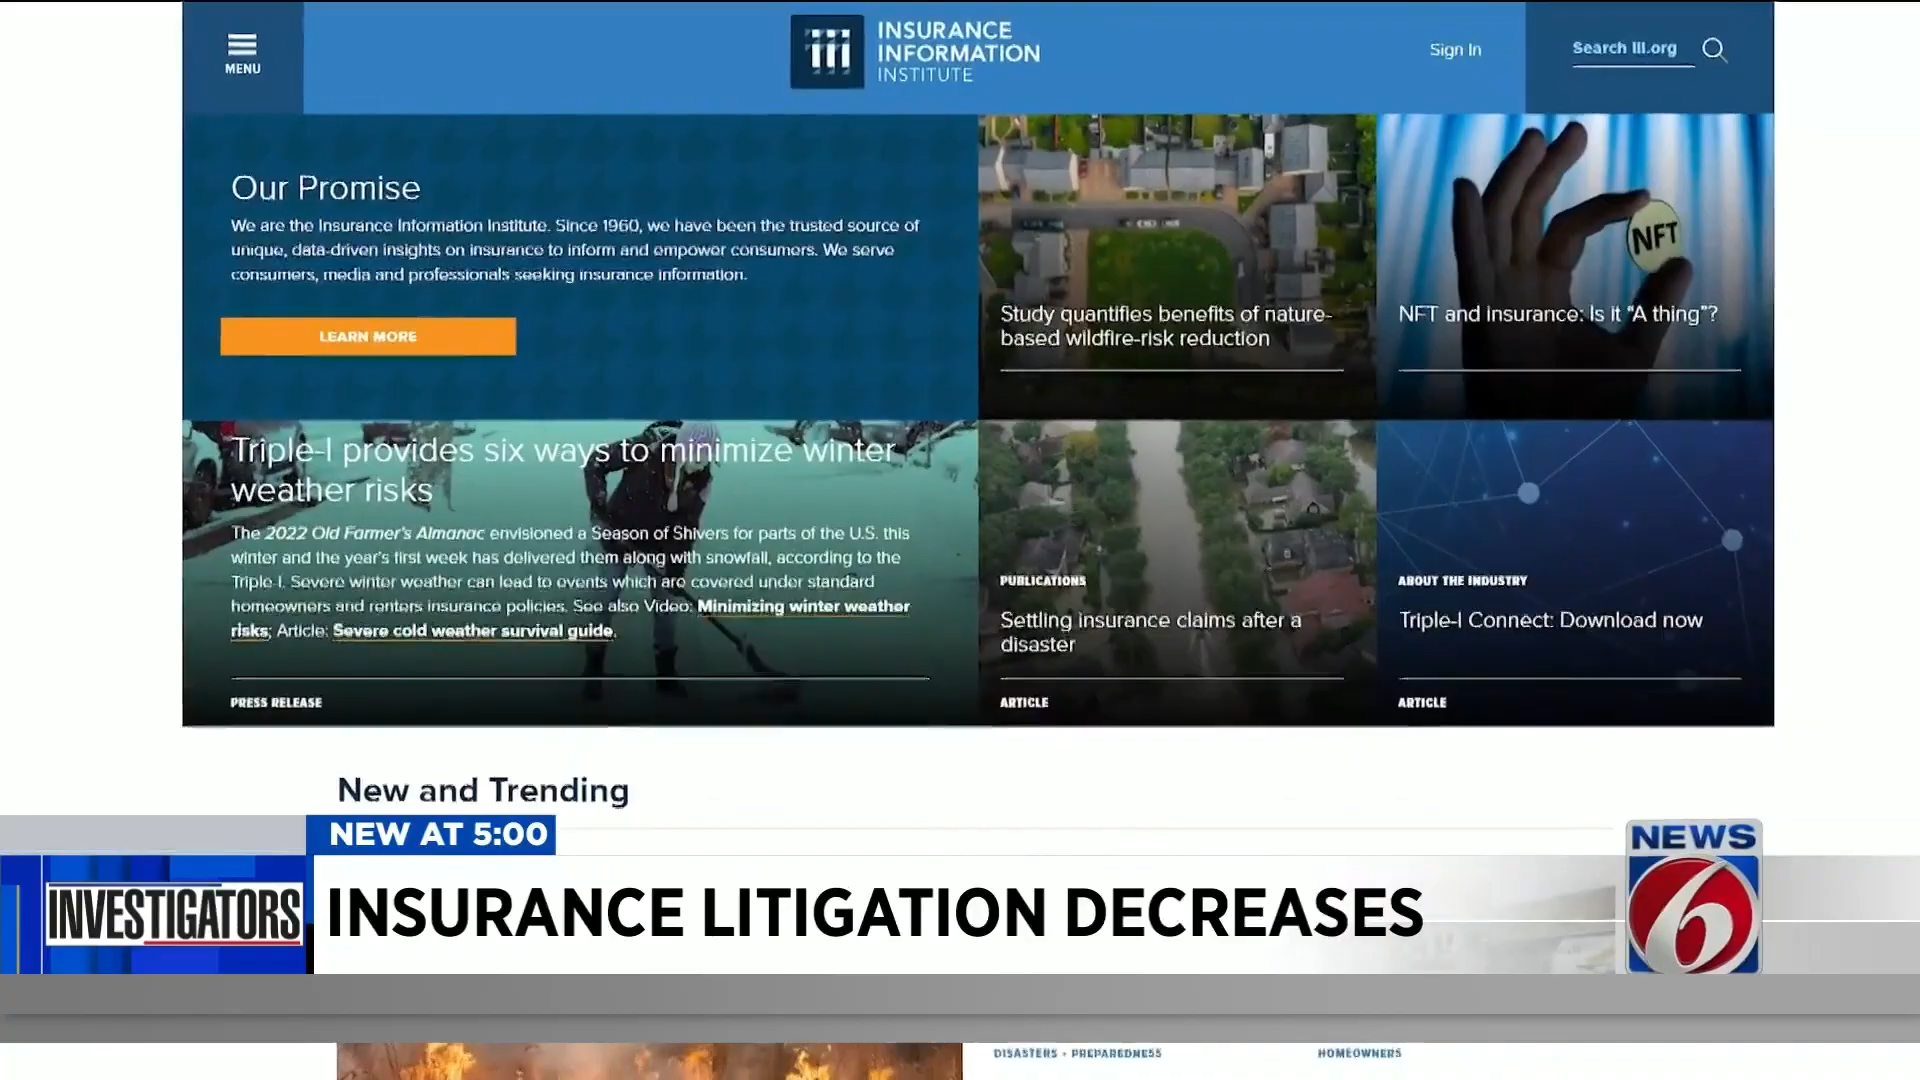 MENU
INSURANCE
INFORMATION
INSTITUTE
Sign In
Search III.org
Our Promise
We are the Insurance Information Institute. Since 1960, we have been the trusted source of
unique, data-driven insights on insurance to inform and empower consumers. We serve
consumers, media and professionals seeking insurance information.
LEARN MORE
Study quantifies benefits of nature-
based wildfire-risk reduction
NFT
NFT and insurance: Is it “A thing”?
Triple-I provides six ways to minimize winter
weather risks
The 2022 Old Farmer's Almanac envisioned a Season of Shivers for parts of the U.S. this
winter and the year's first week has delivered them along with snowfall, according to the
Triple-I. Severe winter weather can lead to events which are covered under standard
homeowners and renters insurance policies. See also Video: Minimizing winter weather
risks; Article: Severe cold weather survival guide.
PRESS RELEASE
PUBLICATIONS
Settling insurance claims after a
disaster
ARTICLE
ABOUT THE INDUSTRY
Triple-I Connect: Download now
ARTICLE
New and Trending
NEW AT 5:00
INVESTIGATORS
INSURANCE LITIGATION DECREASES
NEWS
6
DISASTERS + PREPAREDNESS
HOMEOWNERS